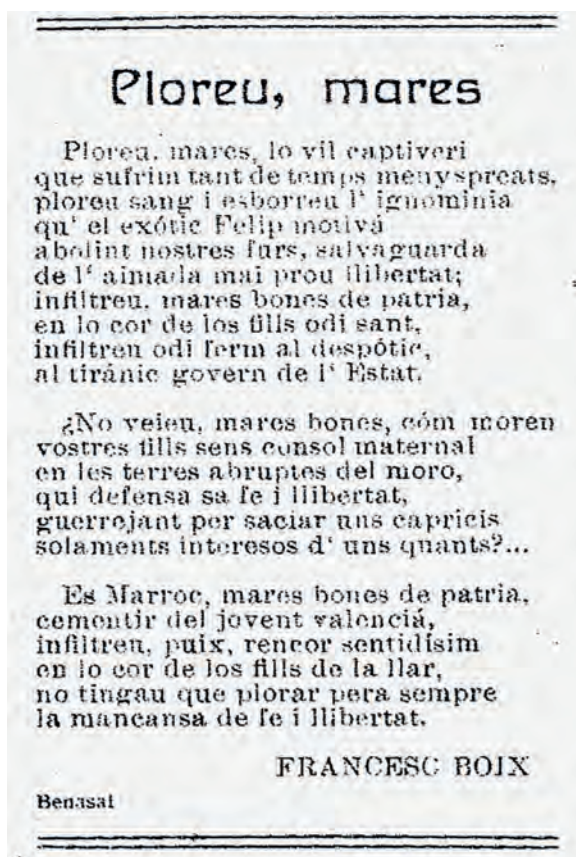 Ploreu, mares
Ploreu, mares, lo vil captiveri
que sufrim tant de temps menyspreats,
ploreu sang i esborreu l' ignominia
qu' el exótic Felip motivá
abolint nostres furs, salvaguarda
de l' aimada mai prou llibertat;
infiltreu, mares bones de patria,
en lo cor de los fills odi sant,
infiltreu odi ferm al despótic,
al tiránic govern de l' Estat.
¿No veieu, mares bones, cóm moren
vostres fills sens consol maternal
en les terres abruptes del moro,
qui defensa sa fe i llibertat,
guerrejant per saciar uns capricis
solaments interesos d' uns quants?...
Es Marroc, mares bones de patria,
cementir del jovent valenciá,
infiltreu, puix, rencor sentidísim
en lo cor de los fills de la llar,
no tingau que plorar pera sempre
la mancansa de fe i llibertat.
FRANCESC BOIX
Benasal